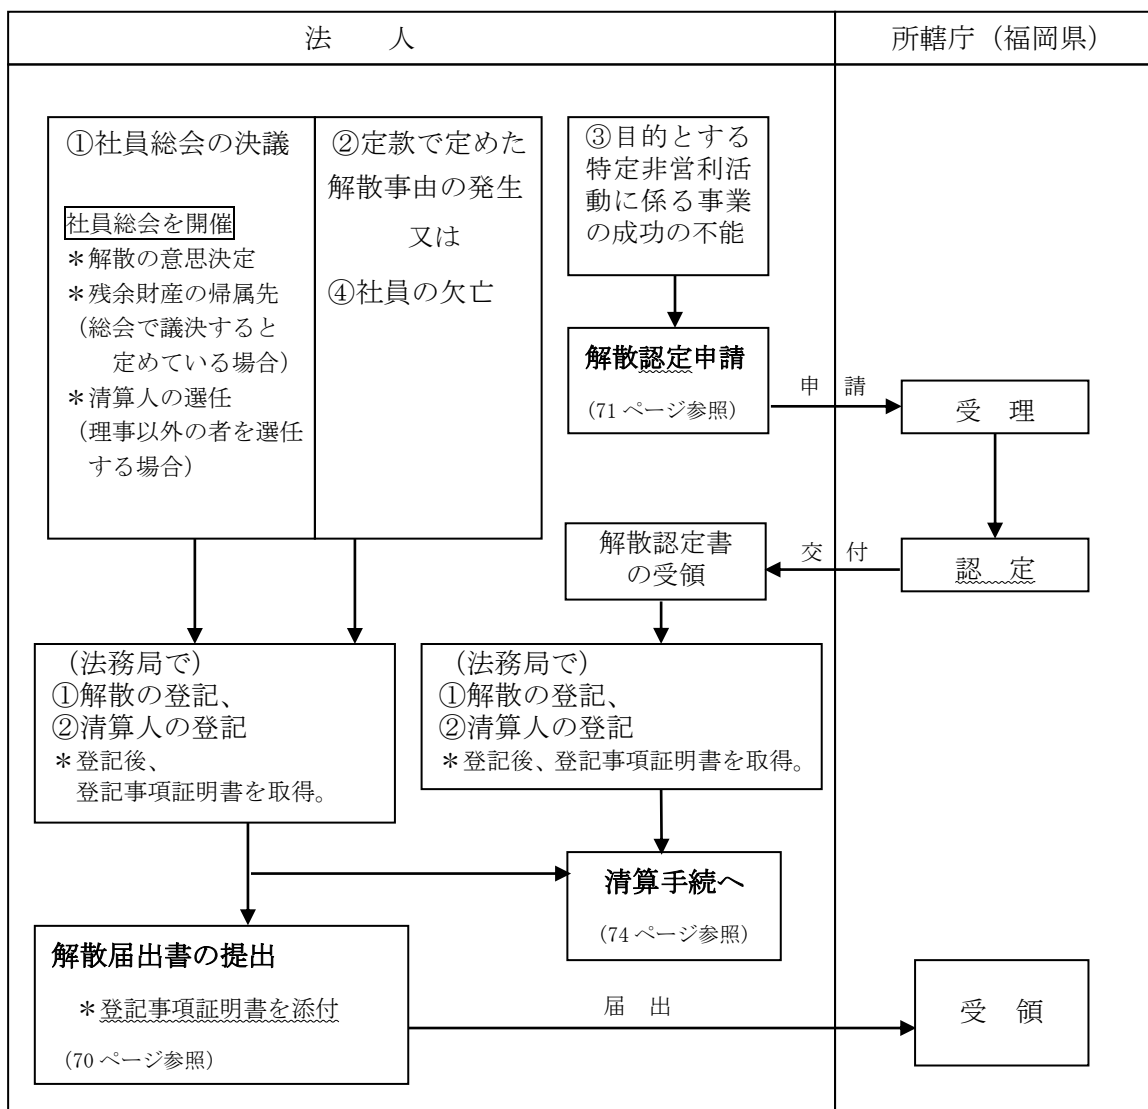 法　人
所轄庁（福岡県）
①社員総会の決議
社員総会を開催
＊解散の意思決定
＊残余財産の帰属先
（総会で議決すると
定めている場合）
＊清算人の選任
（理事以外の者を選任
する場合）
②定款で定めた
解散事由の発生
又は
④社員の欠亡
③目的とする
特定非営利活
動に係る事業
の成功の不能
解散認定申請
（71 ページ参照）
申　請
受　理
解散認定書
の受領
交　付
認　定
（法務局で）
①解散の登記、
②清算人の登記
＊登記後、
登記事項証明書を取得。
（法務局で）
①解散の登記、
②清算人の登記
＊登記後、登記事項証明書を取得。
清算手続へ
（74 ページ参照）
解散届出書の提出
＊登記事項証明書を添付
（70 ページ参照）
届　出
受　領